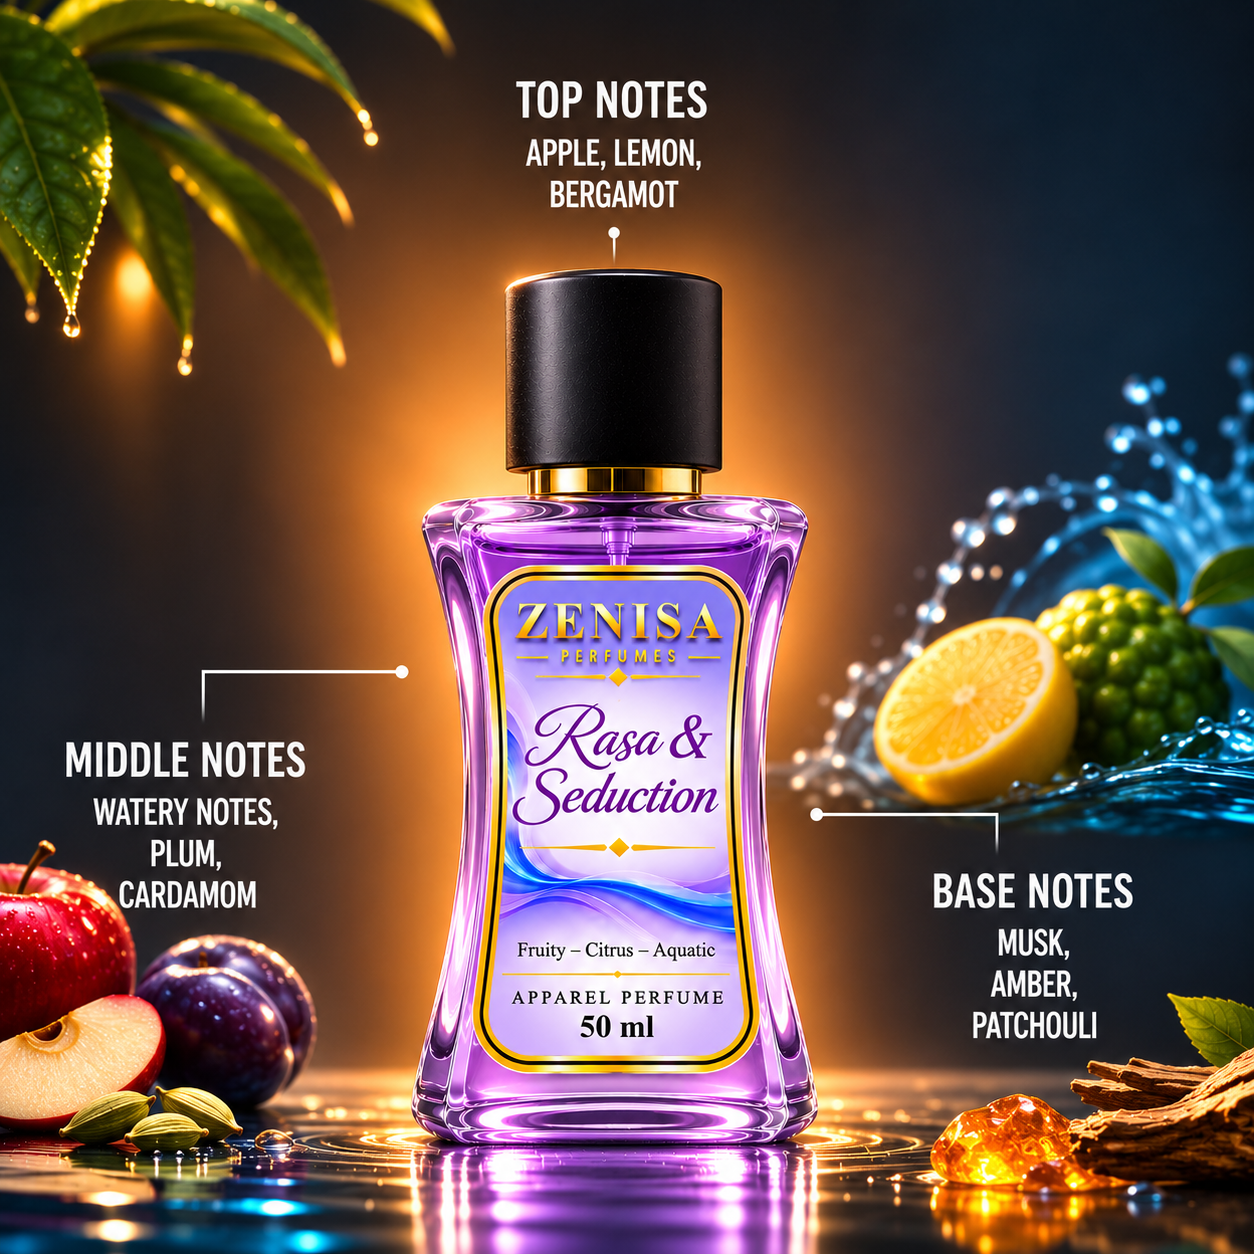 TOP NOTES
APPLE, LEMON,
BERGAMOT
ZENISA
PERFUMES
Rasa &
Seduction
Fruity – Citrus – Aquatic
APPAREL PERFUME
50 ml
MIDDLE NOTES
WATERY NOTES,
PLUM,
CARDAMOM
BASE NOTES
MUSK,
AMBER,
PATCHOULI